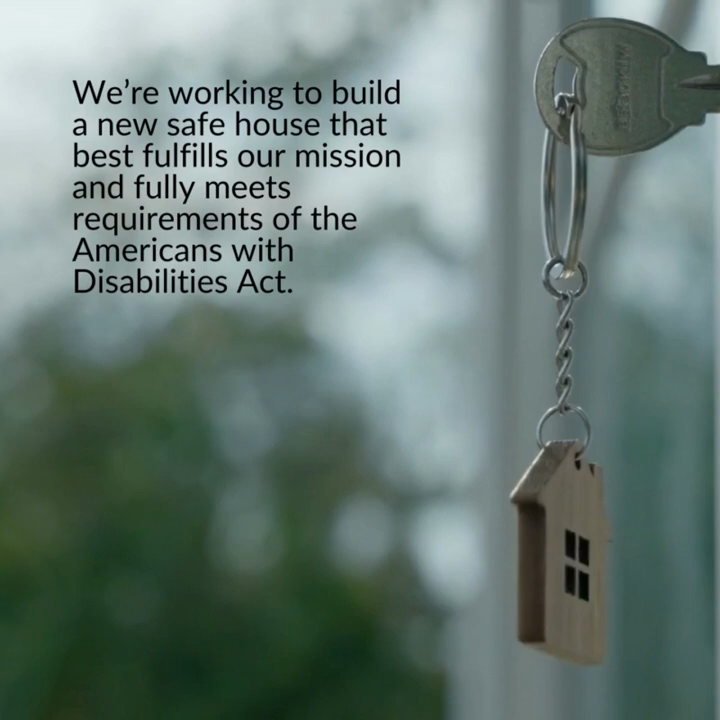 We’re working to build
a new safe house that
best fulfills our mission
and fully meets
requirements of the
Americans with
Disabilities Act.